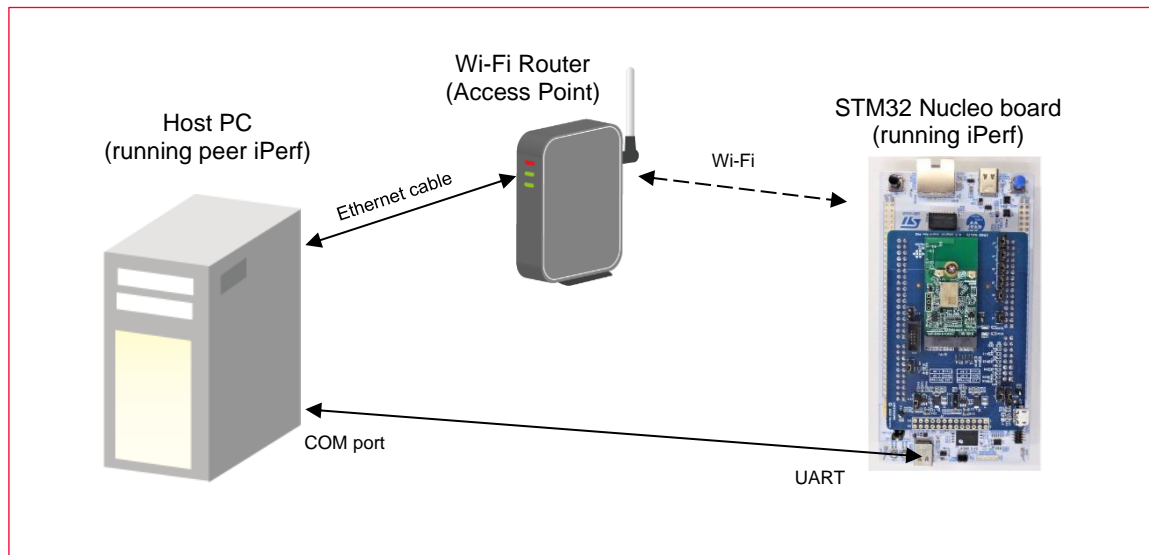 Wi-Fi Router
(Access Point)
Host PC
(running peer iPerf)
STM32 Nucleo board
(running iPerf)
Ethernet cable
Wi-Fi
COM port
UART